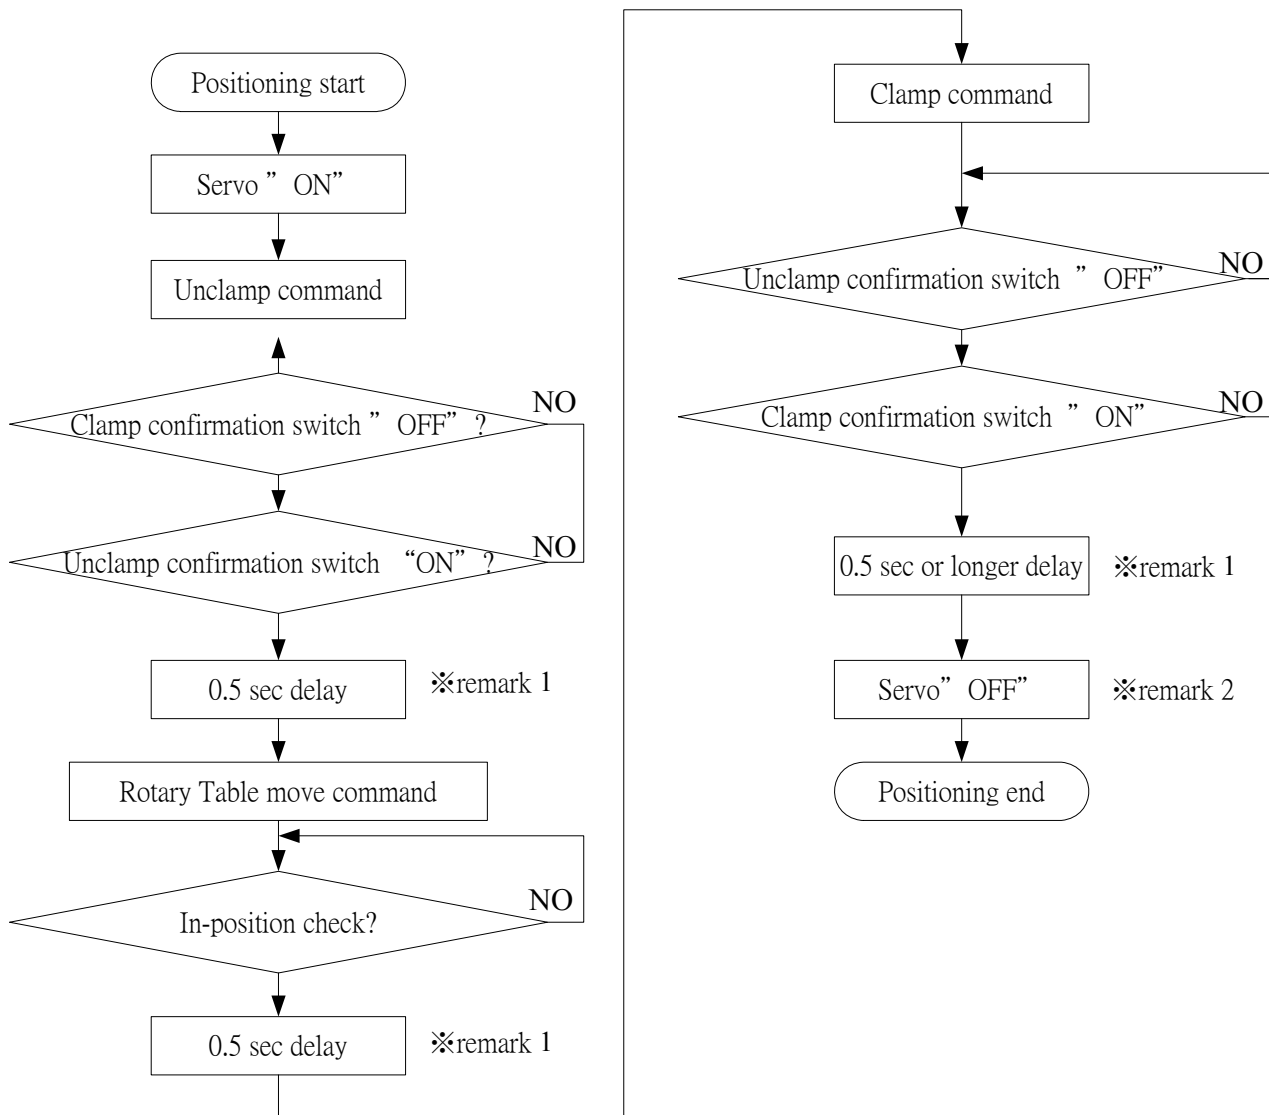 Positioning start
Servo ” ON”
Unclamp command
NO
Clamp confirmation switch ” OFF” ?
NO
Unclamp confirmation switch “ON” ?
0.5 sec delay ※remark 1
Rotary Table move command
NO
In-position check?
0.5 sec delay ※remark 1
Clamp command
NO
Unclamp confirmation switch ” OFF”
NO
Clamp confirmation switch ” ON”
0.5 sec or longer delay ※remark 1
Servo” OFF” ※remark 2
Positioning end